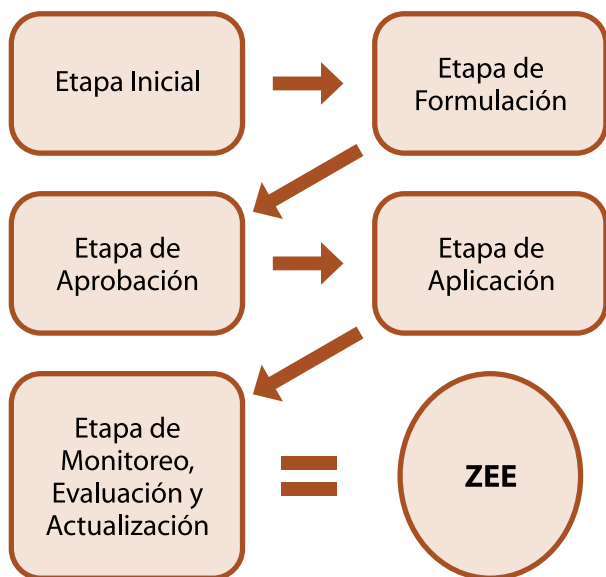 Etapa Inicial
Etapa de
Formulación
Etapa de
Aprobación
Etapa de
Aplicación
Etapa de
Monitoreo,
Evaluación y
Actualización
ZEE